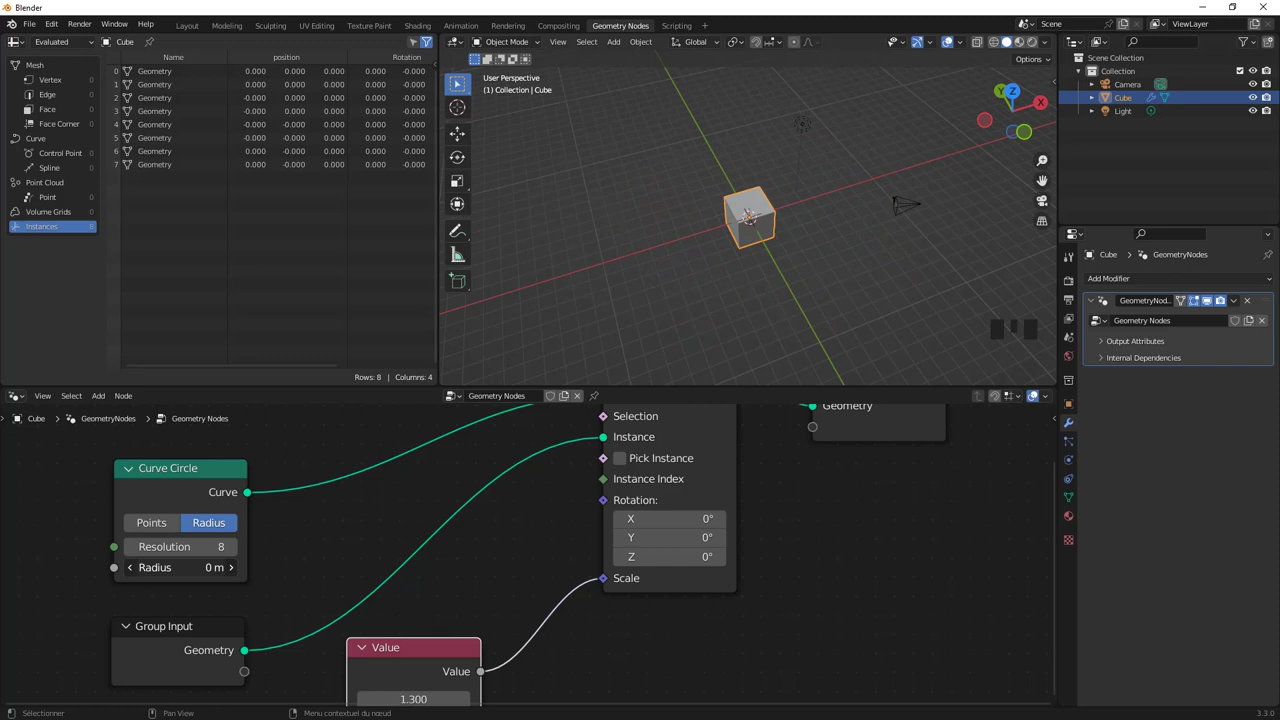 Blender
File Edit Render Window Help Layout Modeling Sculpting UV Editing Texture Paint Shading Animation Rendering Compositing Geometry Nodes Scripting + Scene ViewLayer
Evaluated Cube Object Mode View Select Add Object Global
Options
Name position Rotation
0 Geometry 0.000 0.000 0.000 0.000 -0.000
1 Geometry 0.000 0.000 0.000 0.000 -0.000
2 Geometry -0.000 0.000 0.000 0.000 -0.000
3 Geometry -0.000 0.000 0.000 0.000 -0.000
4 Geometry -0.000 -0.000 0.000 0.000 -0.000
5 Geometry -0.000 -0.000 0.000 0.000 -0.000
6 Geometry 0.000 -0.000 0.000 0.000 -0.000
7 Geometry 0.000 -0.000 0.000 0.000 -0.000
Mesh
Vertex 0
Edge 0
Face 0
Face Corner 0
Curve
Control Point 0
Spline 0
Point Cloud
Point 0
Volume Grids 0
Instances 8
Rows: 8 | Columns: 4
User Perspective
(1) Collection | Cube
Y Z X
Scene Collection
Collection
Camera
Cube
Light
Cube GeometryNodes
Add Modifier
GeometryNod..
Geometry Nodes
Output Attributes
Internal Dependencies
View Select Add Node Geometry Nodes
Cube GeometryNodes Geometry Nodes
Curve Circle
Curve
Points Radius
Resolution 8
Radius 0 m
Group Input
Geometry
Value
Value
1.300
Selection
Instance
Pick Instance
Instance Index
Rotation:
X 0°
Y 0°
Z 0°
Scale
Geometry
Sélectionner Pan View Menu contextuel du nœud 3.3.0